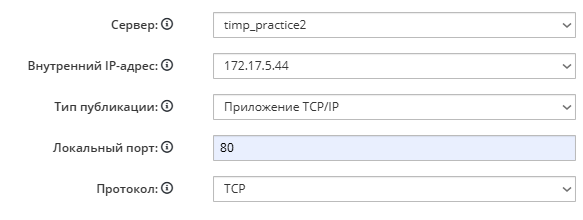 Сервер: timp_practice2
Внутренний IP-адрес: 172.17.5.44
Тип публикации: Приложение TCP/IP
Локальный порт: 80
Протокол: TCP